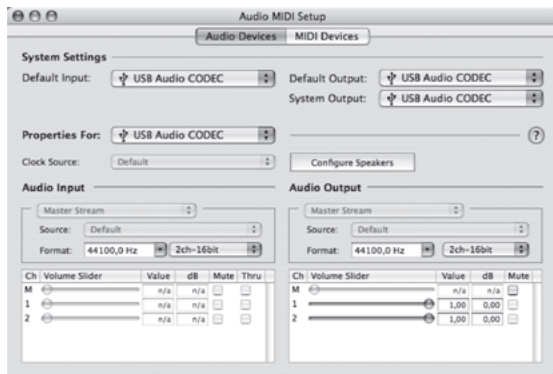 Audio MIDI Setup
Audio Devices MIDI Devices
System Settings
Default Input: USB Audio CODEC
Default Output: USB Audio CODEC
System Output: USB Audio CODEC
Properties For: USB Audio CODEC ?
Clock Source: Default
Configure Speakers
Audio Input
Master Stream
Source: Default
Format: 44100,0 Hz 2ch-16bit
Ch Volume Slider Value dB Mute Thru
M n/a n/a
1 n/a n/a
2 n/a n/a
Audio Output
Master Stream
Source: Default
Format: 44100,0 Hz 2ch-16bit
Ch Volume Slider Value dB Mute
M n/a n/a
1 1,00 0,00
2 1,00 0,00